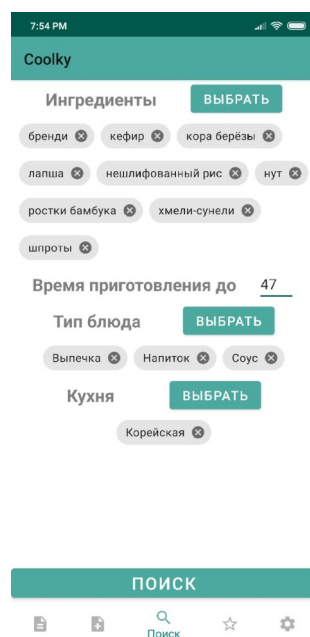 7:54 PM
Coolky
Ингредиенты ВЫБРАТЬ
бренди кефир кора берёзы
лапша нешлифованный рис нут
ростки бамбука хмели-сунели
шпроты
Время приготовления до 47
Тип блюда ВЫБРАТЬ
Выпечка Напиток Соус
Кухня ВЫБРАТЬ
Корейская
ПОИСК
Поиск